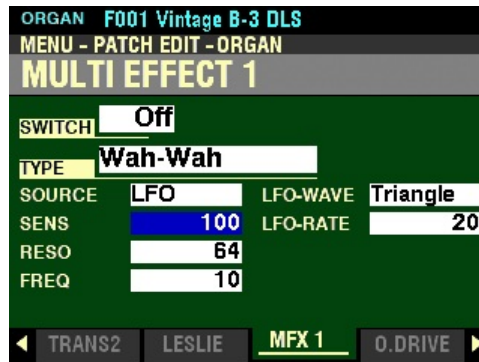 ORGAN F001 Vintage B-3 DLS
MENU - PATCH EDIT - ORGAN
MULTI EFFECT 1
SWITCH Off
TYPE Wah-Wah
SOURCE LFO LFO-WAVE Triangle
SENS 100 LFO-RATE 20
RESO 64
FREQ 10
TRANS2 LESLIE MFX 1 O.DRIVE